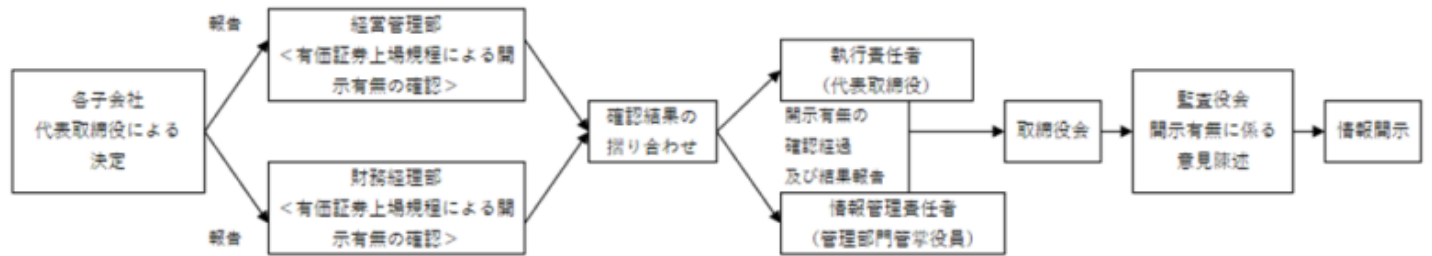 報告
経営管理部
＜有価証券上場規程による開
示有無の確認＞
各子会社
代表取締役による
決定
財務経理部
＜有価証券上場規程による開
示有無の確認＞
報告
確認結果の
摺り合わせ
執行責任者
（代表取締役）
開示有無の
確認経過
及び結果報告
情報管理責任者
（管理部門管掌役員）
取締役会
監査役会
開示有無に係る
意見陳述
情報開示